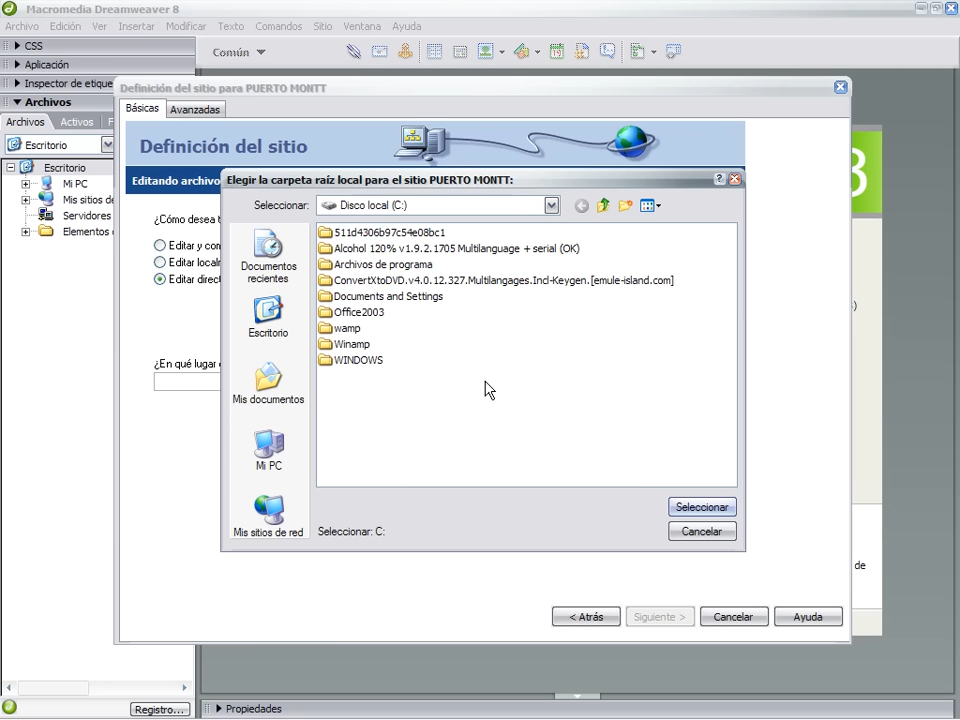 Macromedia Dreamweaver 8
Archivo Edición Ver Insertar Modificar Texto Comandos Sitio Ventana Ayuda
CSS
Común
Aplicación
Inspector de etique
Archivos
Archivos Activos F
Escritorio
Escritorio
Mi PC
Mis sitios de
Servidores
Elementos
Registro...
Definición del sitio para PUERTO MONTT
Básicas Avanzadas
Definición del sitio
Editando archivo
¿Cómo desea t
Editar y con
Editar localn
Editar direct
¿En qué lugar
Elegir la carpeta raíz local para el sitio PUERTO MONTT:
Seleccionar: Disco local (C:)
Documentos recientes
Escritorio
Mis documentos
Mi PC
Mis sitios de red
511d4306b97c54e08bc1
Alcohol 120% v1.9.2.1705 Multilanguage + serial (OK)
Archivos de programa
ConvertXtoDVD.v4.0.12.327.Multilangages.Incl-Keygen.[emule-island.com]
Documents and Settings
Office2003
wamp
Winamp
WINDOWS
Seleccionar
Seleccionar: C:
Cancelar
< Atrás Siguiente > Cancelar Ayuda
8
)
de
Propiedades